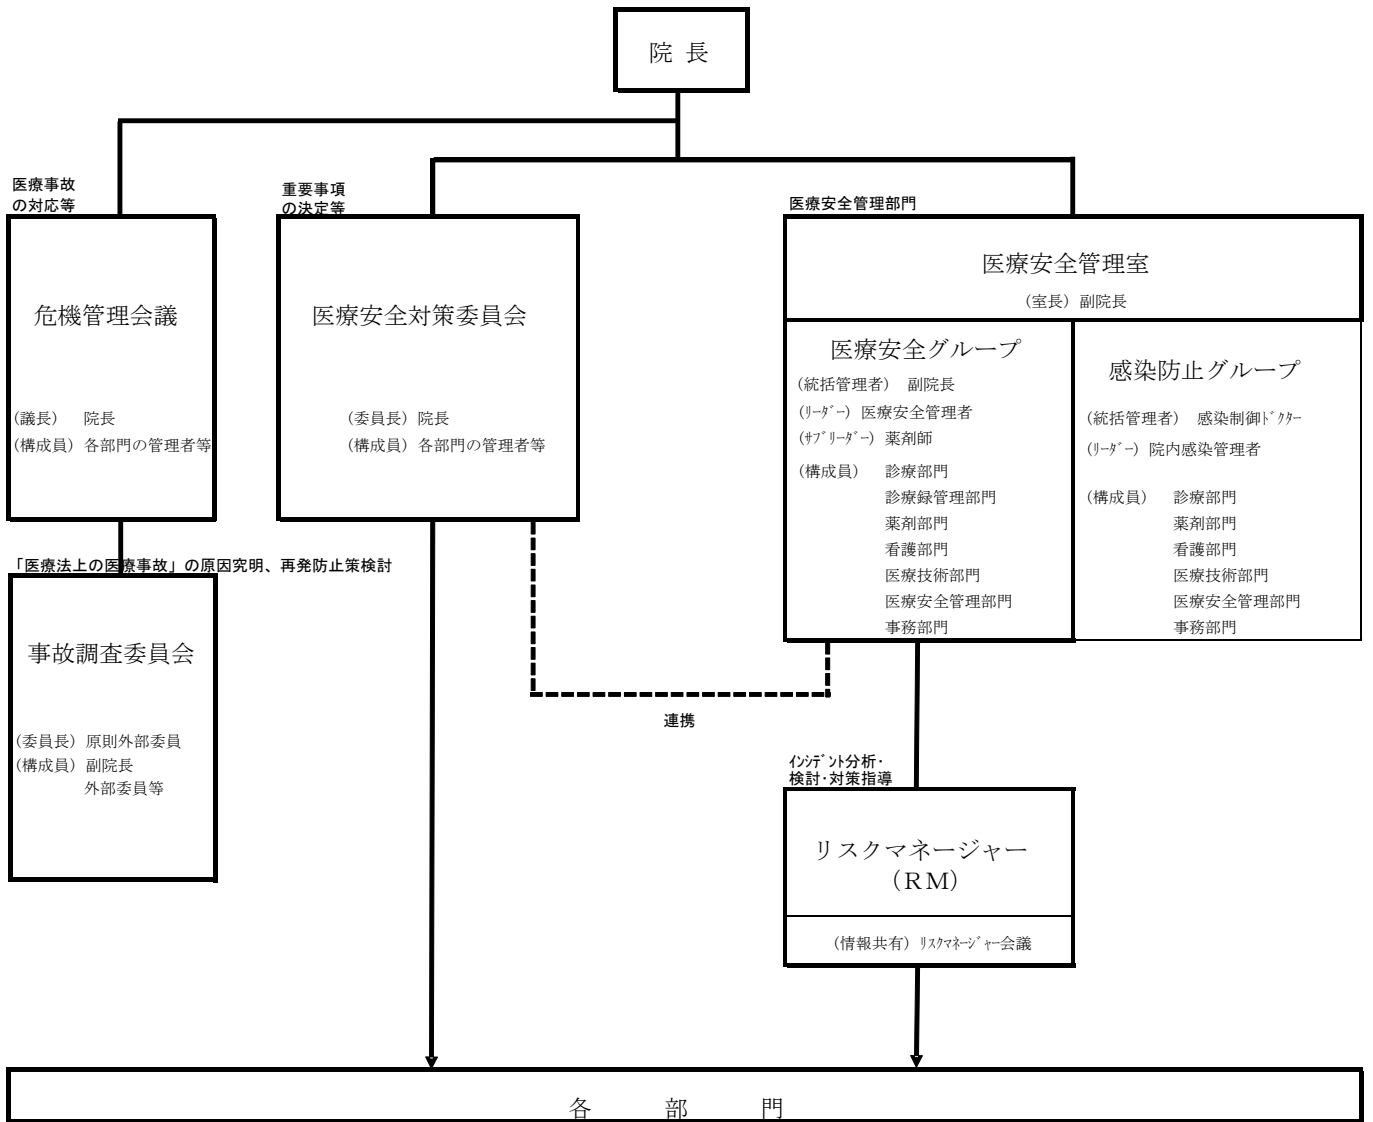 院 長
医療事故
の対応等
危機管理会議
(議長) 院長
(構成員) 各部門の管理者等
重要事項
の決定等
医療安全対策委員会
(委員長) 院長
(構成員) 各部門の管理者等
医療安全管理部門
医療安全管理室
(室長) 副院長
医療安全グループ
(統括管理者) 副院長
(ﾘｰﾀﾞｰ) 医療安全管理者
(ｻﾌﾞﾘｰﾀﾞｰ) 薬剤師
(構成員) 診療部門
診療録管理部門
薬剤部門
看護部門
医療技術部門
医療安全管理部門
事務部門
感染防止グループ
(統括管理者) 感染制御ﾄﾞｸﾀｰ
(ﾘｰﾀﾞｰ) 院内感染管理者
(構成員) 診療部門
薬剤部門
看護部門
医療技術部門
医療安全管理部門
事務部門
「医療法上の医療事故」の原因究明、再発防止策検討
事故調査委員会
(委員長) 原則外部委員
(構成員) 副院長
外部委員等
連携
ｲﾝｼﾃﾞﾝﾄ分析・
検討・対策指導
リスクマネージャー
（ＲＭ）
(情報共有) ﾘｽｸﾏﾈｰｼﾞｬｰ会議
各 部 門